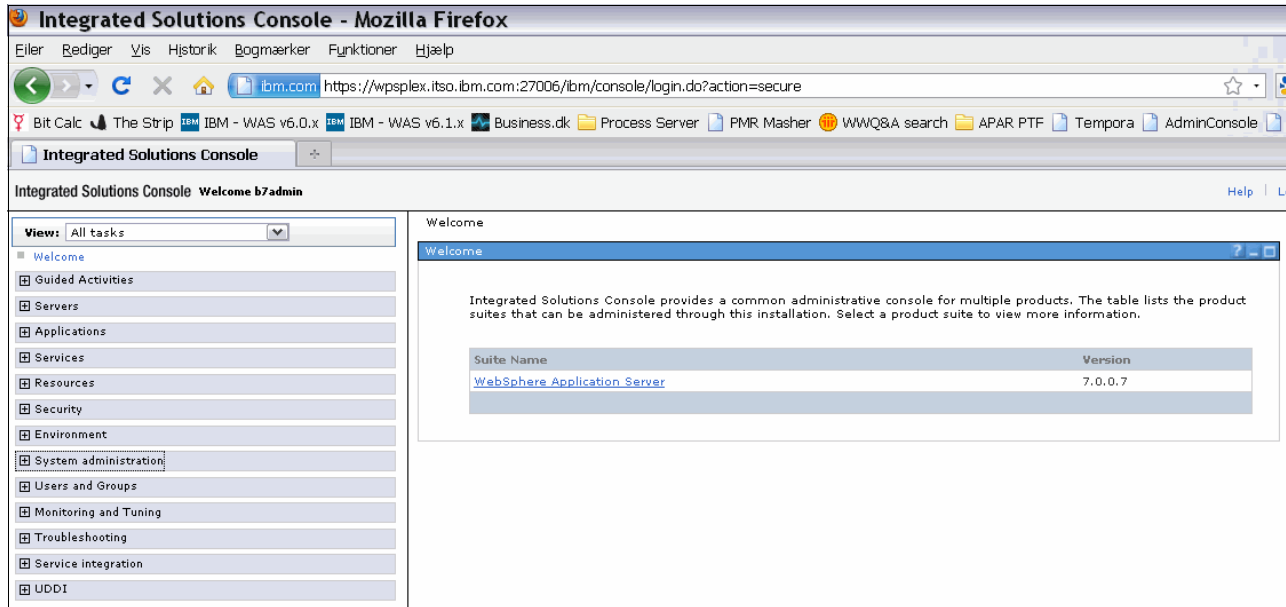 Integrated Solutions Console - Mozilla Firefox
Filer Rediger Vis Historik Bogmærker Funktioner Hjælp
ibm.com https://wpsplex.itso.ibm.com:27006/ibm/console/login.do?action=secure
Bit Calc The Strip IBM IBM - WAS v6.0.x IBM IBM - WAS v6.1.x Business.dk Process Server PMR Masher WWQ&A search APAR PTF Tempora AdminConsole
Integrated Solutions Console
Integrated Solutions Console Welcome b7admin Help
View: All tasks
Welcome
Guided Activities
Servers
Applications
Services
Resources
Security
Environment
System administration
Users and Groups
Monitoring and Tuning
Troubleshooting
Service integration
UDDI
Welcome
Welcome
Integrated Solutions Console provides a common administrative console for multiple products. The table lists the product
suites that can be administered through this installation. Select a product suite to view more information.
Suite Name Version
WebSphere Application Server 7.0.0.7